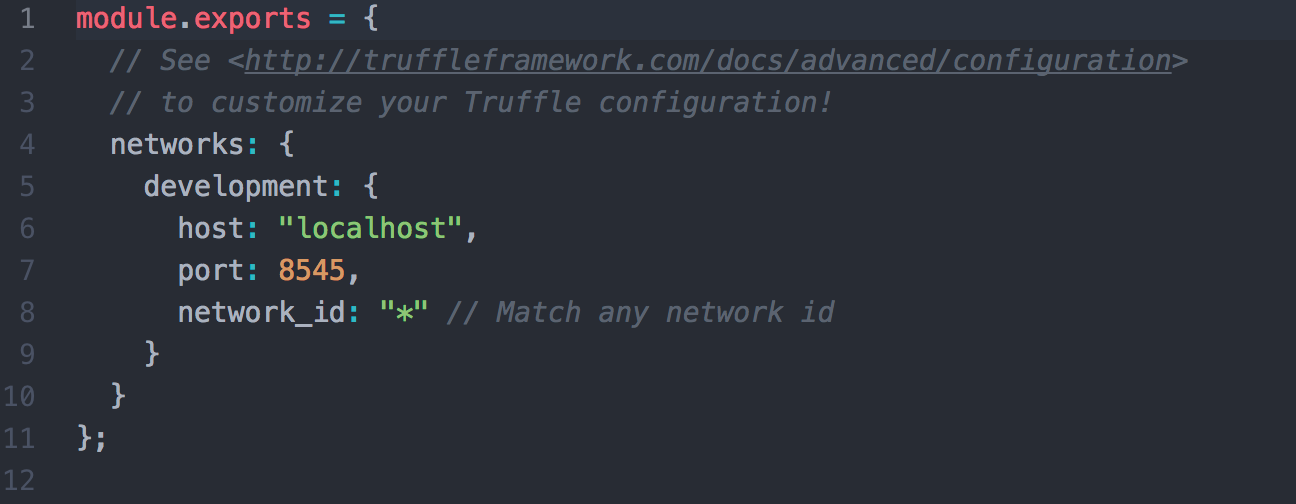 1 module.exports = {
2 // See <http://truffleframework.com/docs/advanced/configuration>
3 // to customize your Truffle configuration!
4 networks: {
5 development: {
6 host: "localhost",
7 port: 8545,
8 network_id: "*" // Match any network id
9 }
10 }
11 };
12